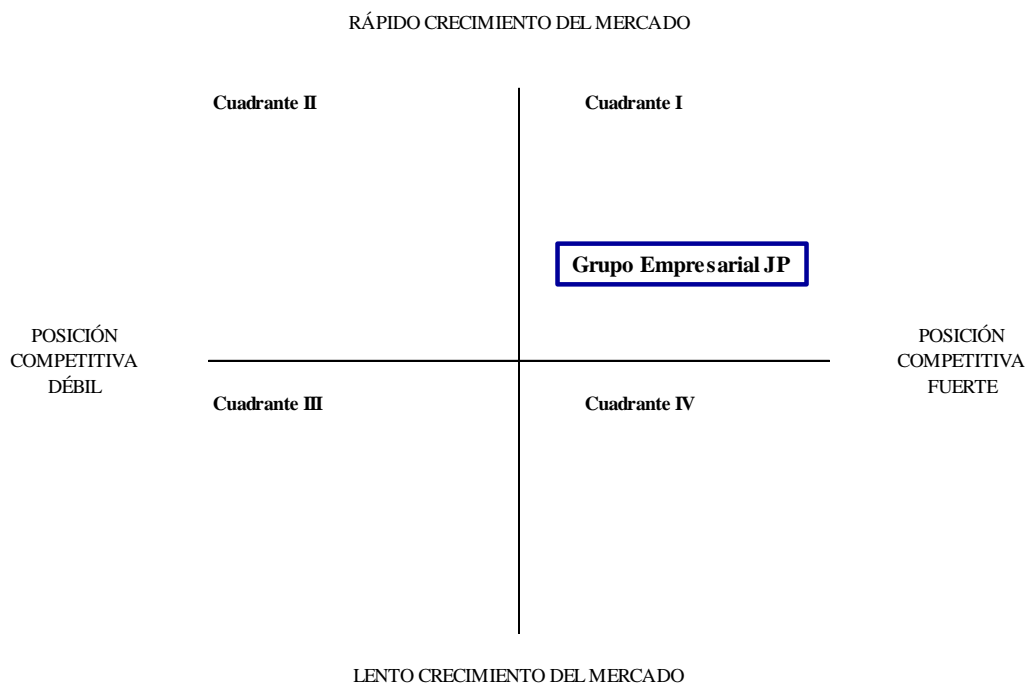 RÁPIDO CRECIMIENTO DEL MERCADO
Cuadrante II
Cuadrante I
Grupo Empresarial JP
POSICIÓN
COMPETITIVA
DÉBIL
POSICIÓN
COMPETITIVA
FUERTE
Cuadrante III
Cuadrante IV
LENTO CRECIMIENTO DEL MERCADO